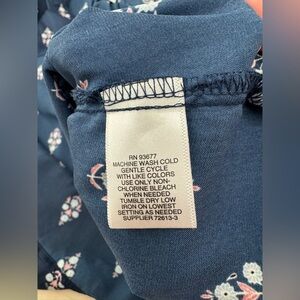 RN 93677
MACHINE WASH COLD
GENTLE CYCLE
WITH LIKE COLORS
USE ONLY NON-
CHLORINE BLEACH
WHEN NEEDED
TUMBLE DRY LOW
IRON ON LOWEST
SETTING AS NEEDED
SUPPLIER 72613-3